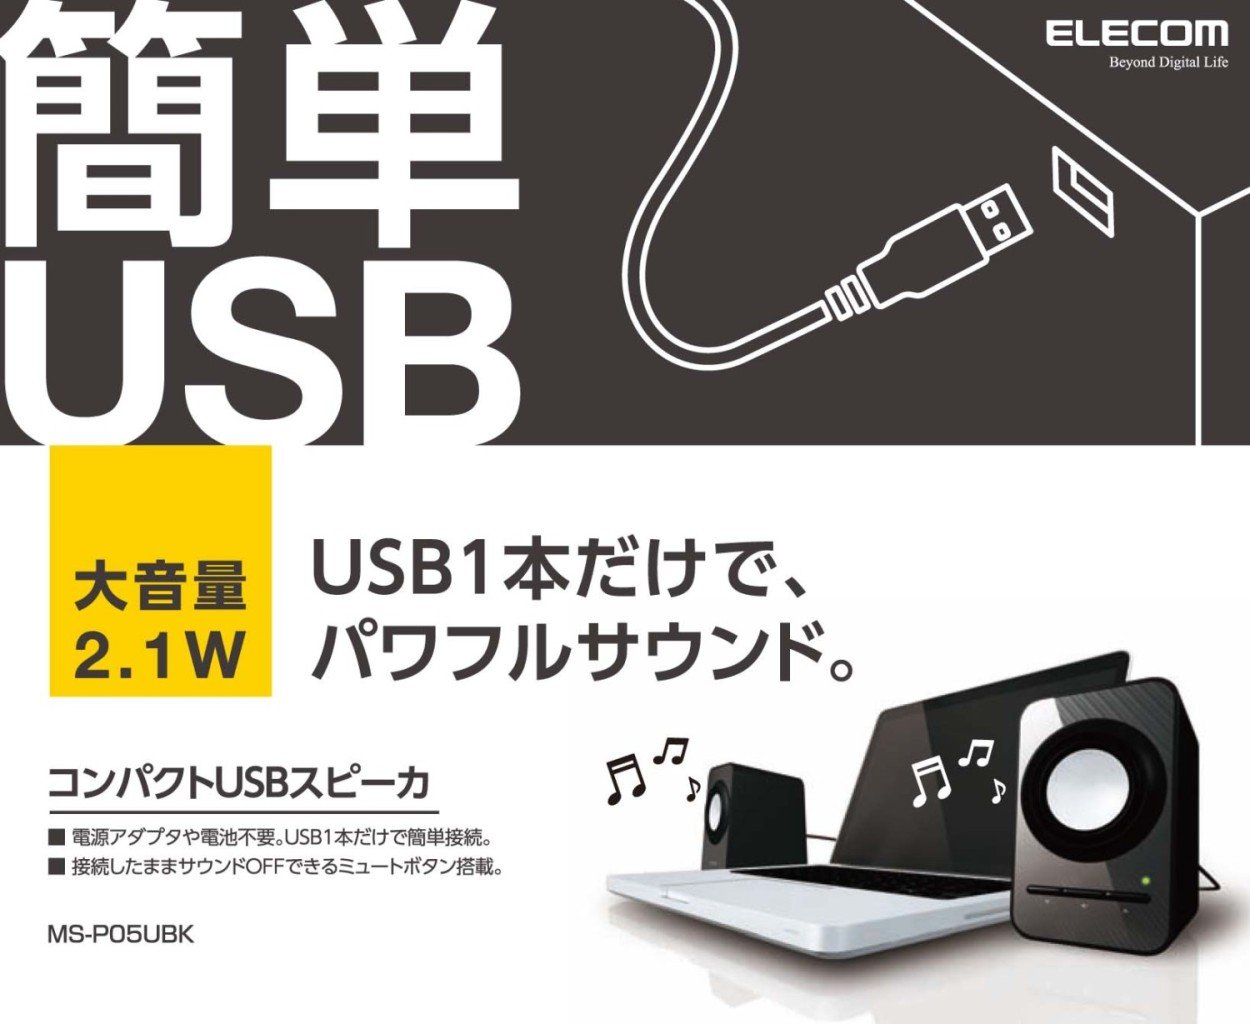 簡単
USB
ELECOM
Beyond Digital Life
大音量
2.1W
USB1本だけで、
パワフルサウンド。
コンパクトUSBスピーカ
■ 電源アダプタや電池不要。USB1本だけで簡単接続。
■ 接続したままサウンドOFFできるミュートボタン搭載。
MS-P05UBK